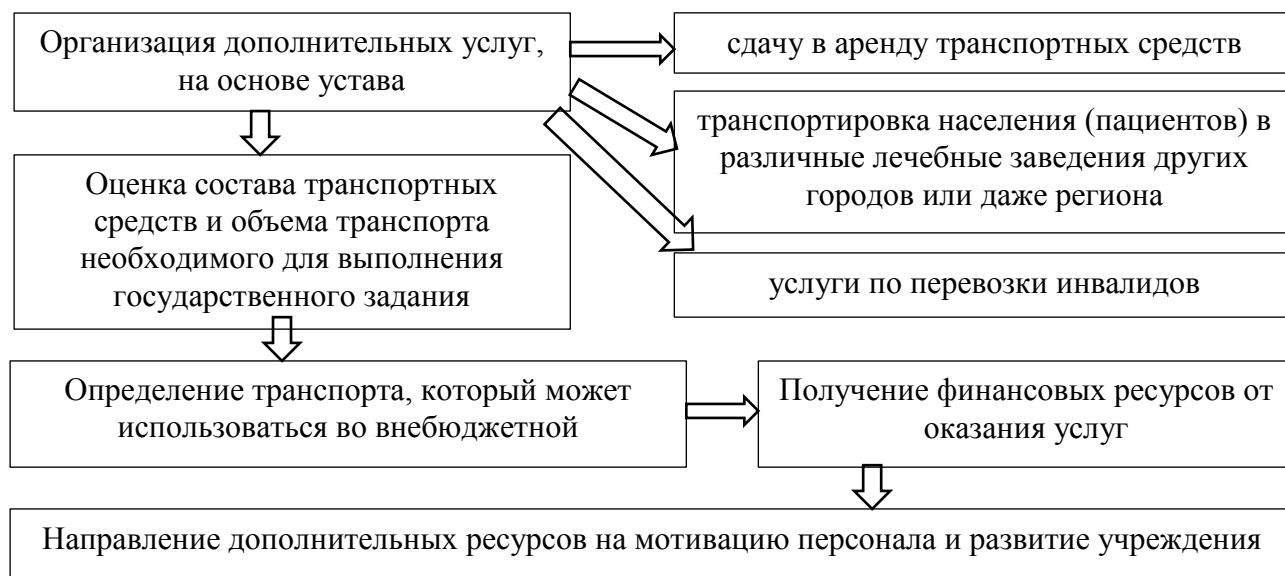 Организация дополнительных услуг,
на основе устава
сдачу в аренду транспортных средств
транспортировка населения (пациентов) в
различные лечебные заведения других
городов или даже региона
Оценка состава транспортных
средств и объема транспорта
необходимого для выполнения
государственного задания
услуги по перевозки инвалидов
Определение транспорта, который может
использоваться во внебюджетной
Получение финансовых ресурсов от
оказания услуг
Направление дополнительных ресурсов на мотивацию персонала и развитие учреждения